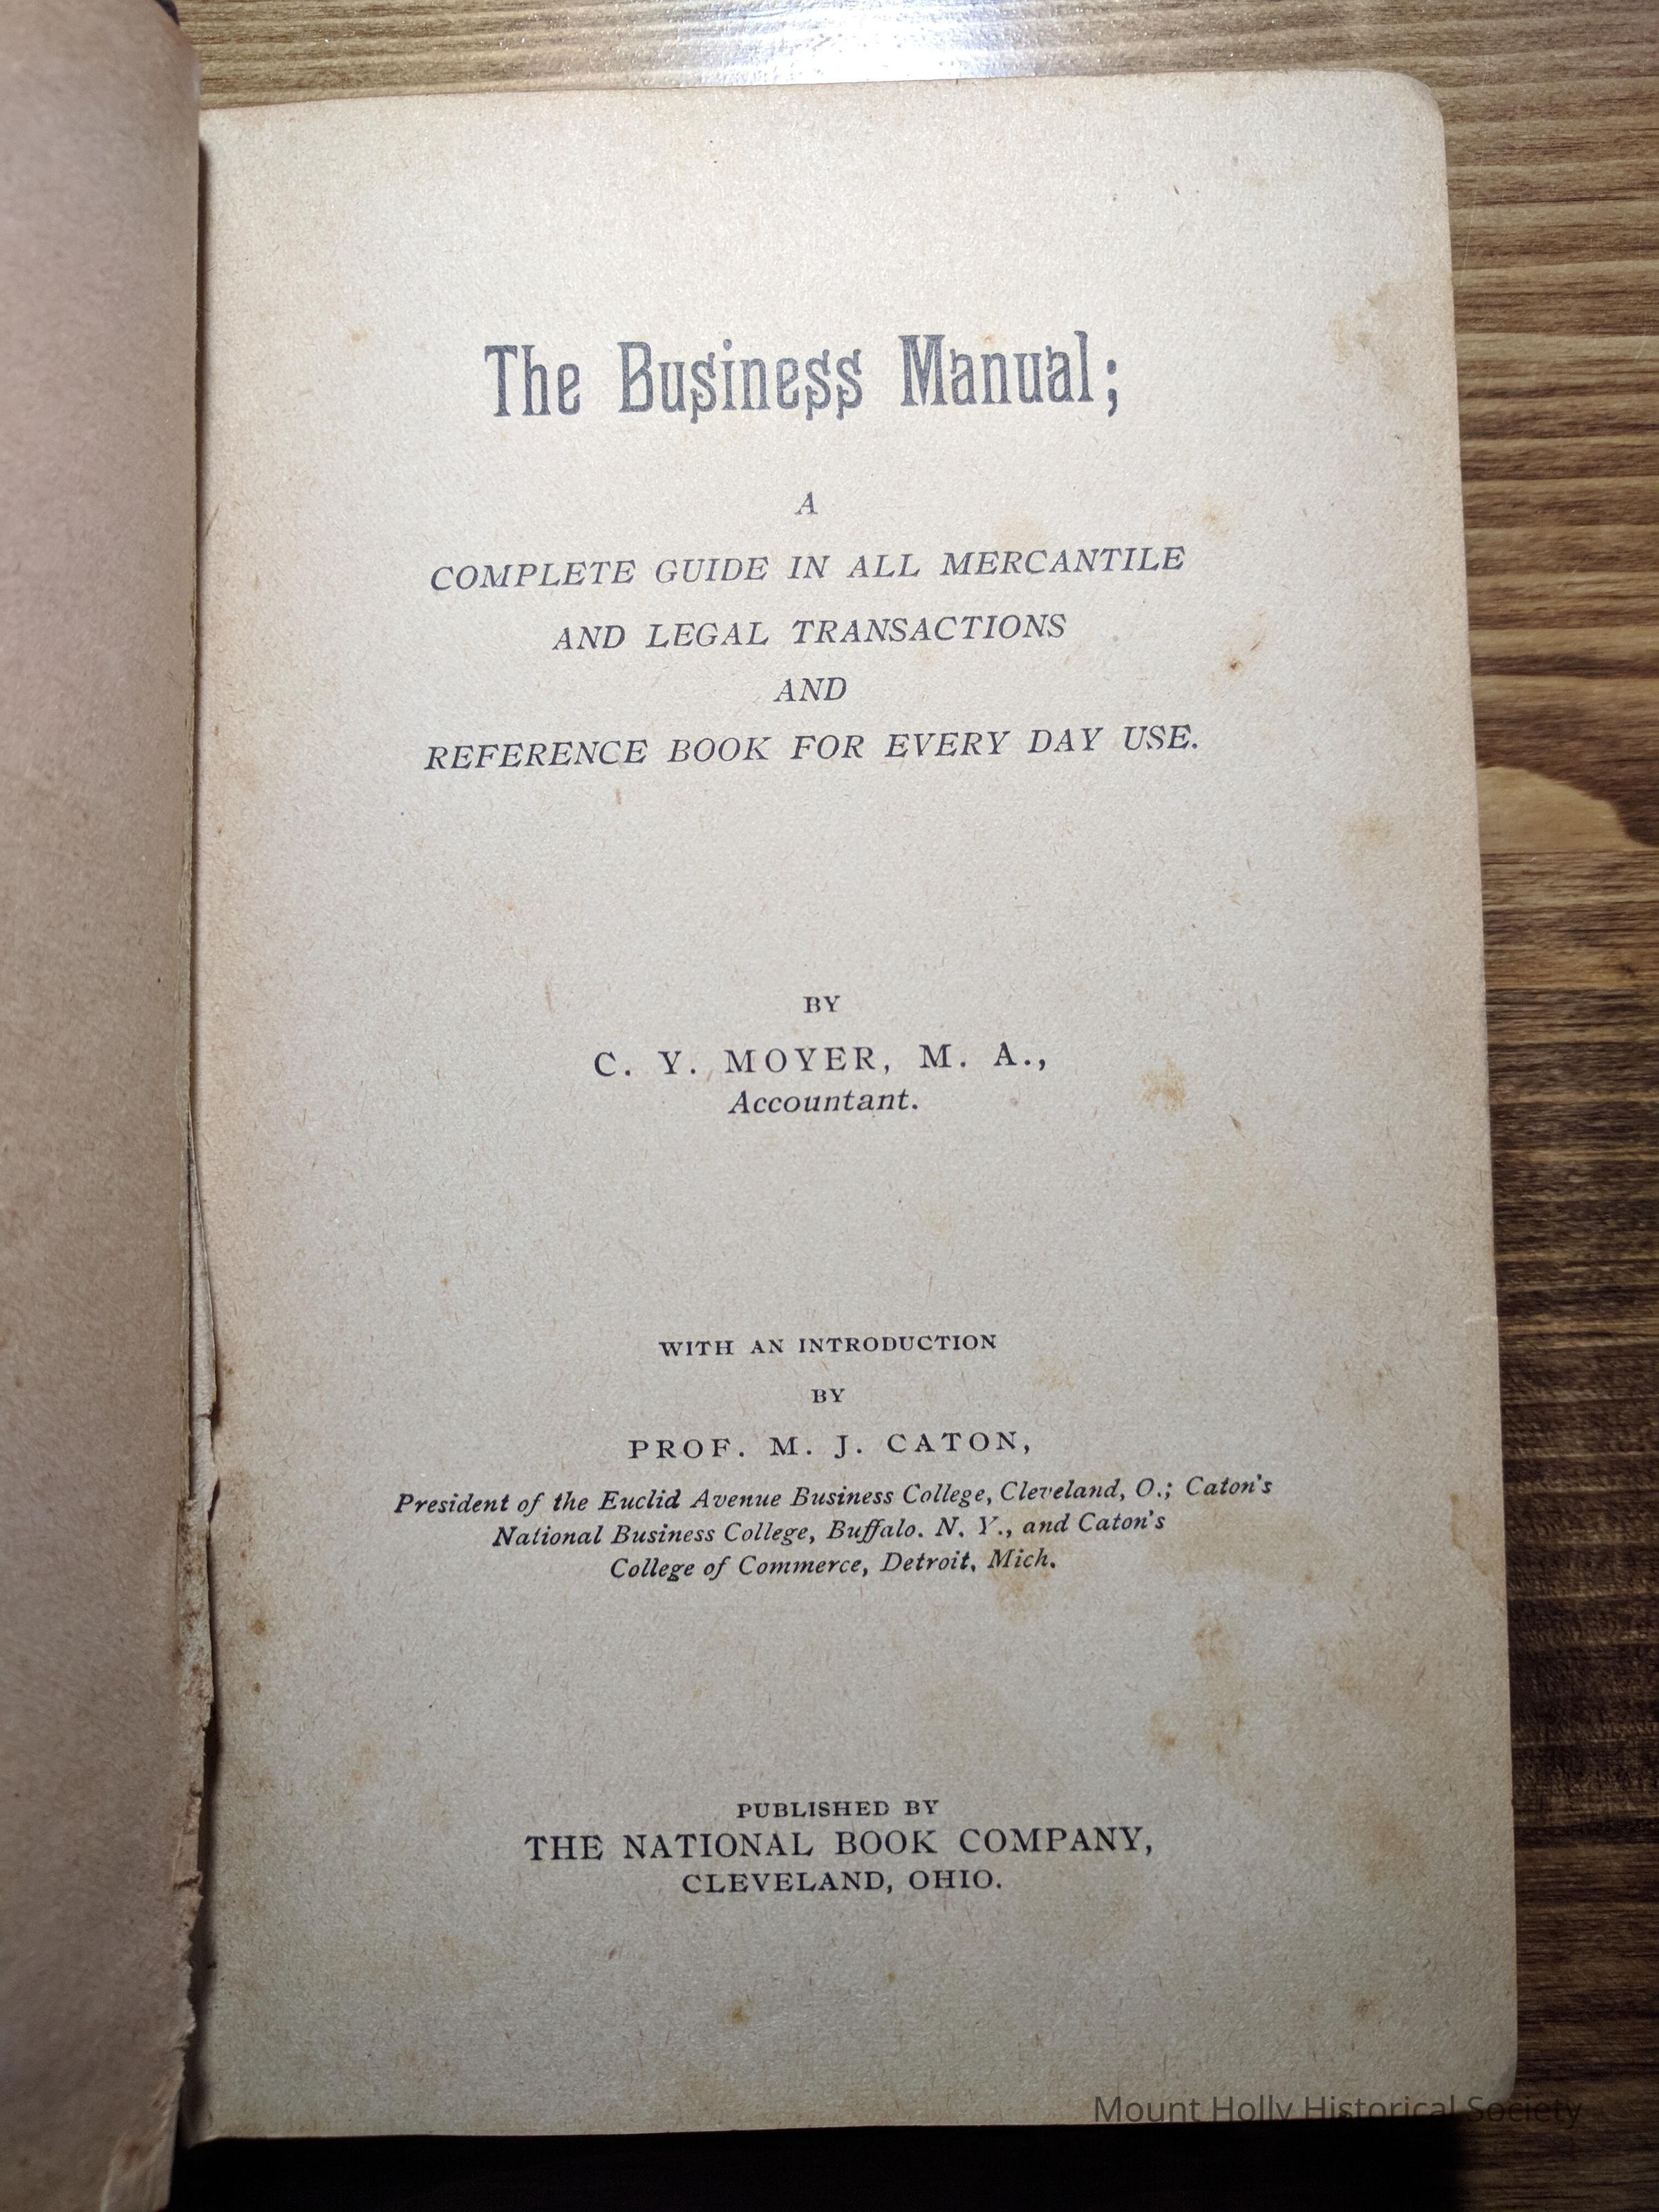 The Business Manual;
A
COMPLETE GUIDE IN ALL MERCANTILE
AND LEGAL TRANSACTIONS
AND
REFERENCE BOOK FOR EVERY DAY USE.
BY
C. Y. MOYER, M. A.,
Accountant.
WITH AN INTRODUCTION
BY
PROF. M. J. CATON,
President of the Euclid Avenue Business College, Cleveland, O.; Caton's
National Business College, Buffalo. N. Y., and Caton's
College of Commerce, Detroit, Mich.
PUBLISHED BY
THE NATIONAL BOOK COMPANY,
CLEVELAND, OHIO.
Mount Holly Historical Society